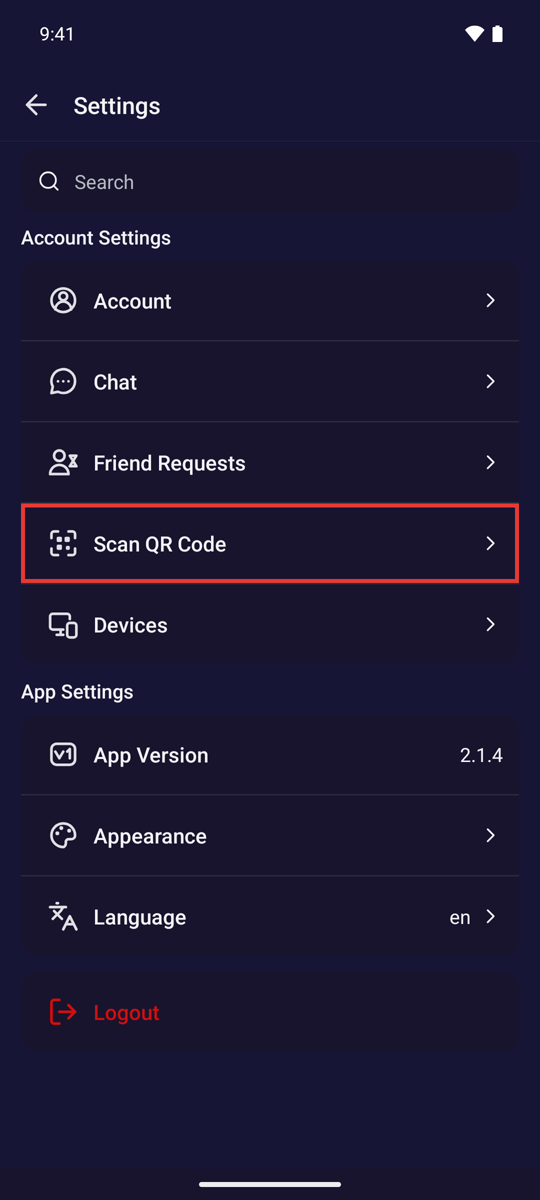 9:41
Settings
Search
Account Settings
Account
Chat
Friend Requests
Scan QR Code
Devices
App Settings
v1 App Version 2.1.4
Appearance
Language en
Logout